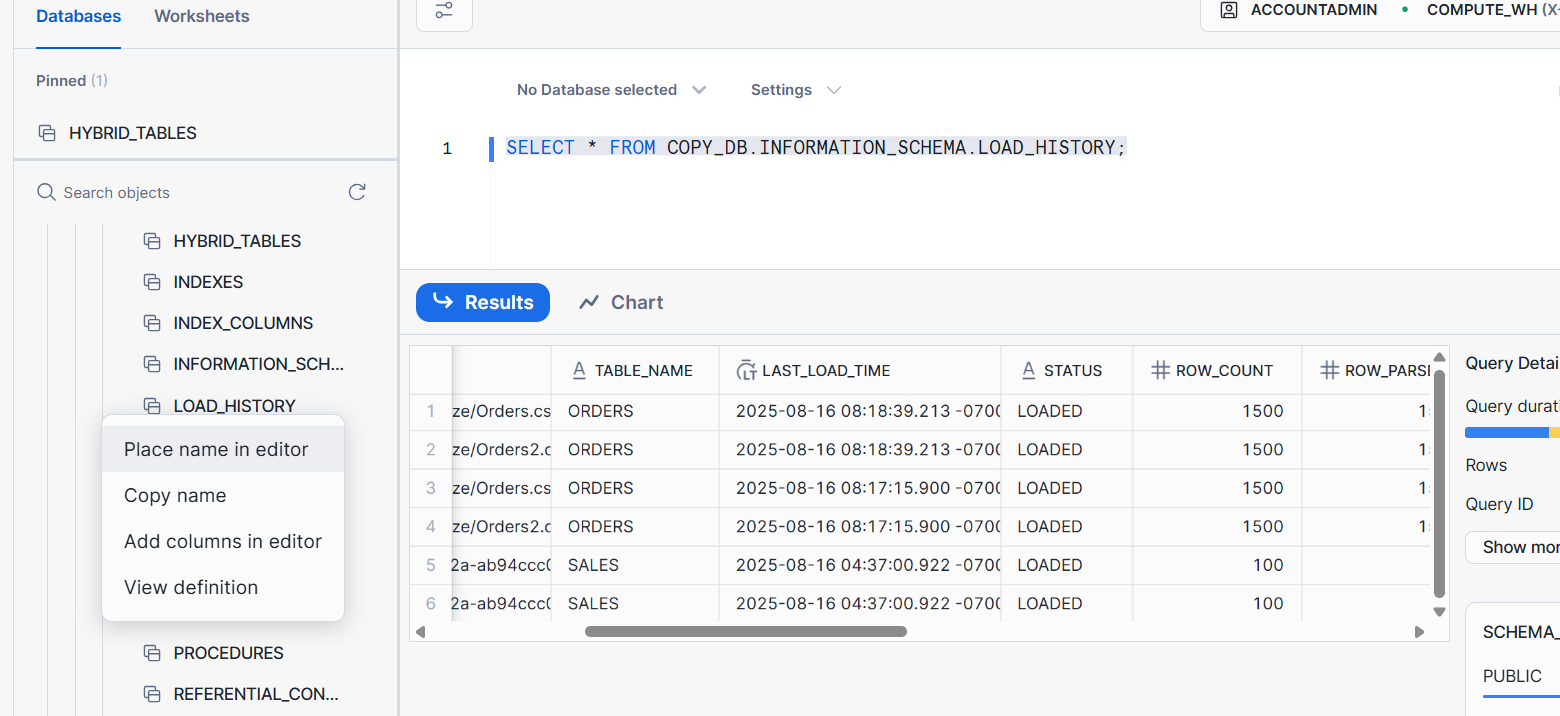 Databases Worksheets
Pinned (1)
HYBRID_TABLES
Search objects
HYBRID_TABLES
INDEXES
INDEX_COLUMNS
INFORMATION_SCH...
LOAD_HISTORY
Place name in editor
Copy name
Add columns in editor
View definition
PROCEDURES
REFERENTIAL_CON...
ACCOUNTADMIN • COMPUTE_WH (X-
No Database selected Settings
1 SELECT * FROM COPY_DB.INFORMATION_SCHEMA.LOAD_HISTORY;
Results Chart
TABLE_NAME LAST_LOAD_TIME STATUS ROW_COUNT ROW_PARSE
1 ze/Orders.cs ORDERS 2025-08-16 08:18:39.213 -0700 LOADED 1500 1
2 ze/Orders2.c ORDERS 2025-08-16 08:18:39.213 -0700 LOADED 1500 1
3 ze/Orders.cs ORDERS 2025-08-16 08:17:15.900 -0700 LOADED 1500 1
4 ze/Orders2.c ORDERS 2025-08-16 08:17:15.900 -0700 LOADED 1500 1
5 2a-ab94ccc0 SALES 2025-08-16 04:37:00.922 -0700 LOADED 100
6 2a-ab94ccc0 SALES 2025-08-16 04:37:00.922 -0700 LOADED 100
Query Detai
Query durati
Rows
Query ID
Show mor
SCHEMA_
PUBLIC